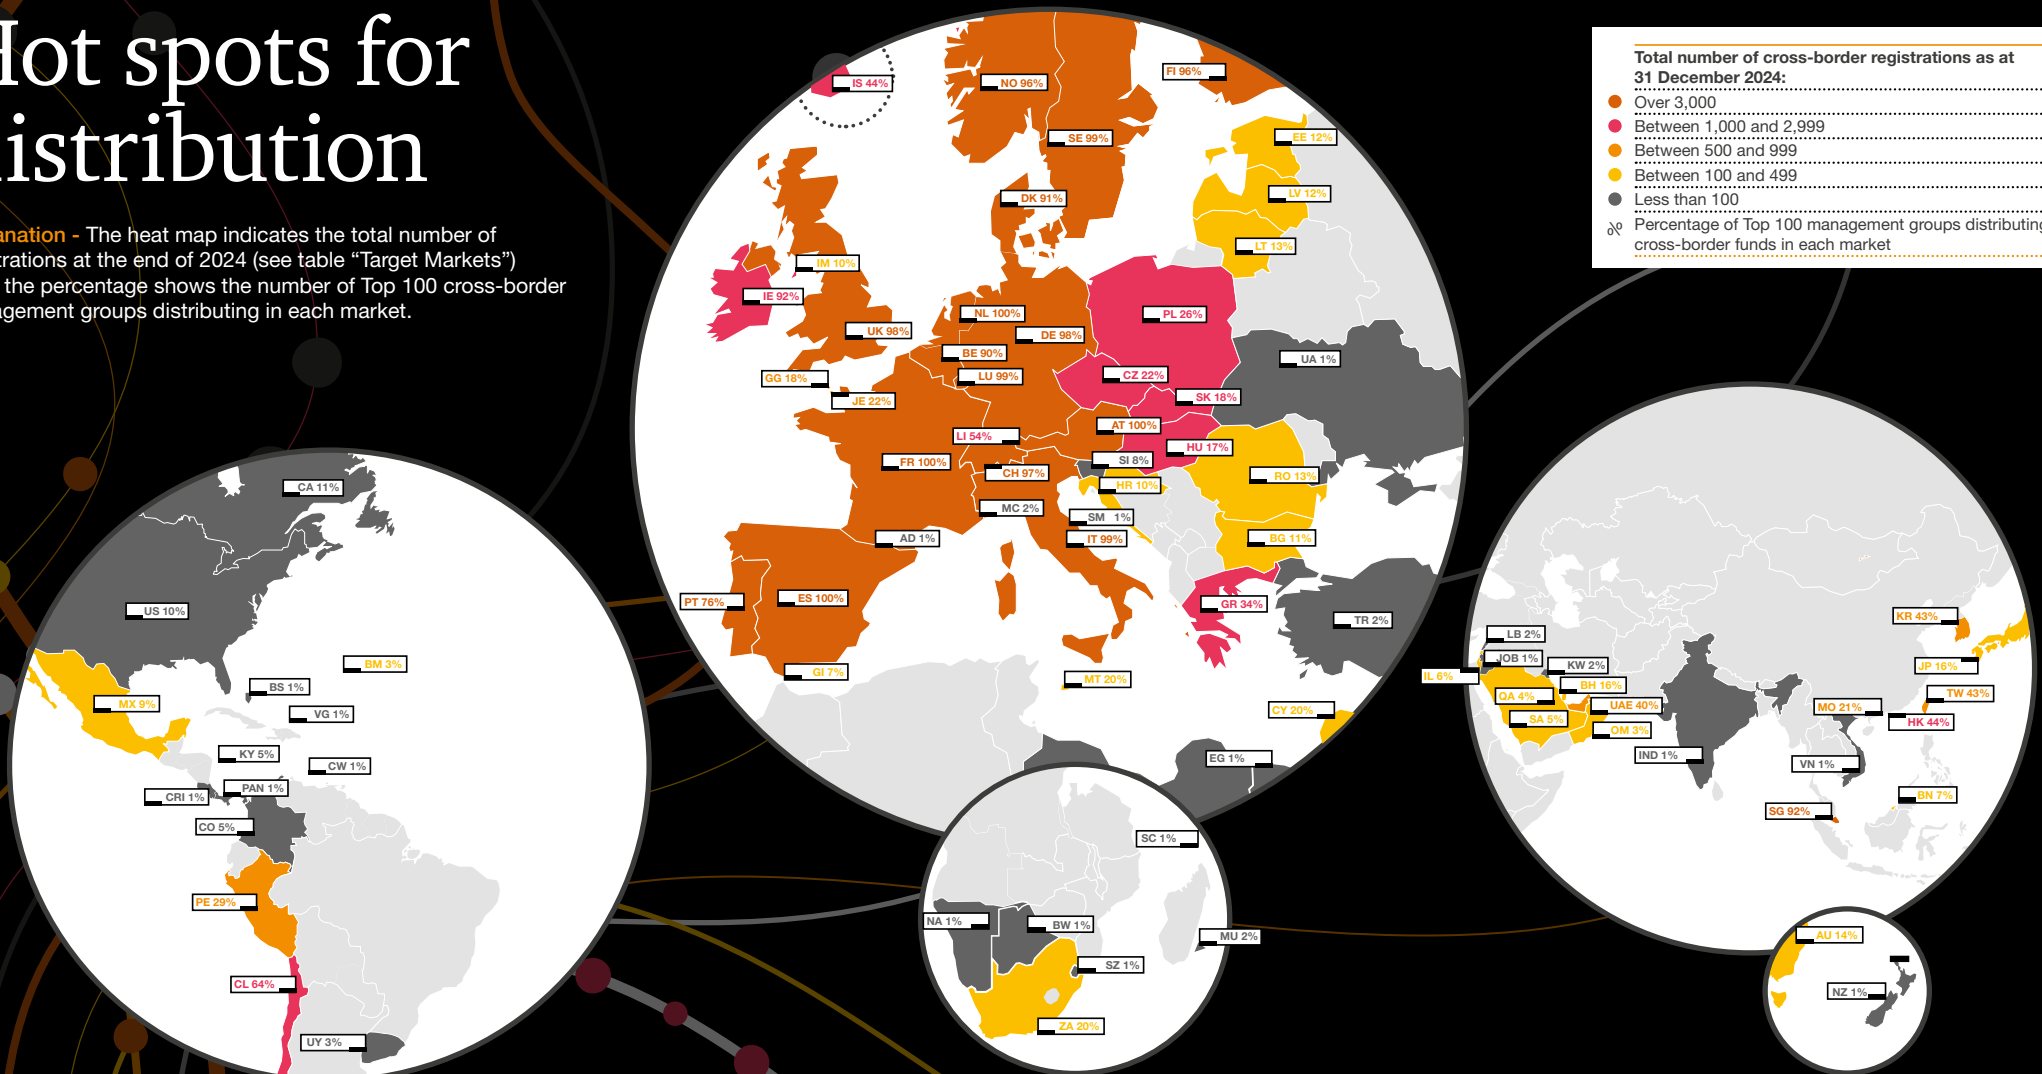 Hot spots for
distribution
anation - The heat map indicates the total number of
trations at the end of 2024 (see table “Target Markets”)
the percentage shows the number of Top 100 cross-border
agement groups distributing in each market.
Total number of cross-border registrations as at
31 December 2024:
Over 3,000
Between 1,000 and 2,999
Between 500 and 999
Between 100 and 499
Less than 100
% Percentage of Top 100 management groups distributing
cross-border funds in each market
IS 44%
NO 96%
FI 96%
SE 99%
EE 12%
LV 12%
DK 91%
LT 13%
IM 10%
IE 92%
UK 98%
NL 100%
DE 98%
PL 26%
BE 90%
UA 1%
LU 99%
CZ 22%
GG 18%
JE 22%
SK 18%
AT 100%
LI 54%
HU 17%
FR 100%
CH 97%
SI 8%
RO 13%
HR 10%
MC 2%
SM 1%
AD 1%
IT 99%
BG 11%
PT 76%
ES 100%
GR 34%
TR 2%
GI 7%
MT 20%
CY 20%
EG 1%
CA 11%
US 10%
BM 3%
BS 1%
MX 9%
VG 1%
KY 5%
CW 1%
PAN 1%
CRI 1%
CO 5%
PE 29%
CL 64%
UY 3%
SC 1%
NA 1%
BW 1%
MU 2%
SZ 1%
ZA 20%
KR 43%
LB 2%
JOB 1%
KW 2%
JP 16%
IL 6%
BH 16%
QA 4%
UAE 40%
TW 43%
MO 21%
SA 5%
HK 44%
OM 3%
IND 1%
VN 1%
BN 7%
SG 92%
AU 14%
NZ 1%